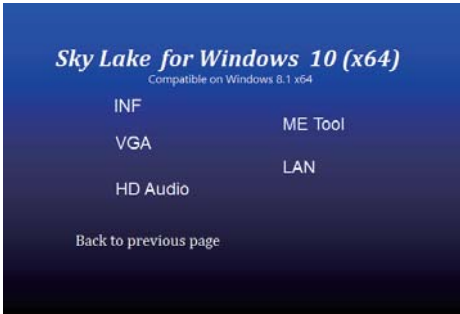 Sky Lake for Windows 10 (x64)
Compatible on Windows 8.1 x64
INF
VGA
HD Audio
ME Tool
LAN
Back to previous page